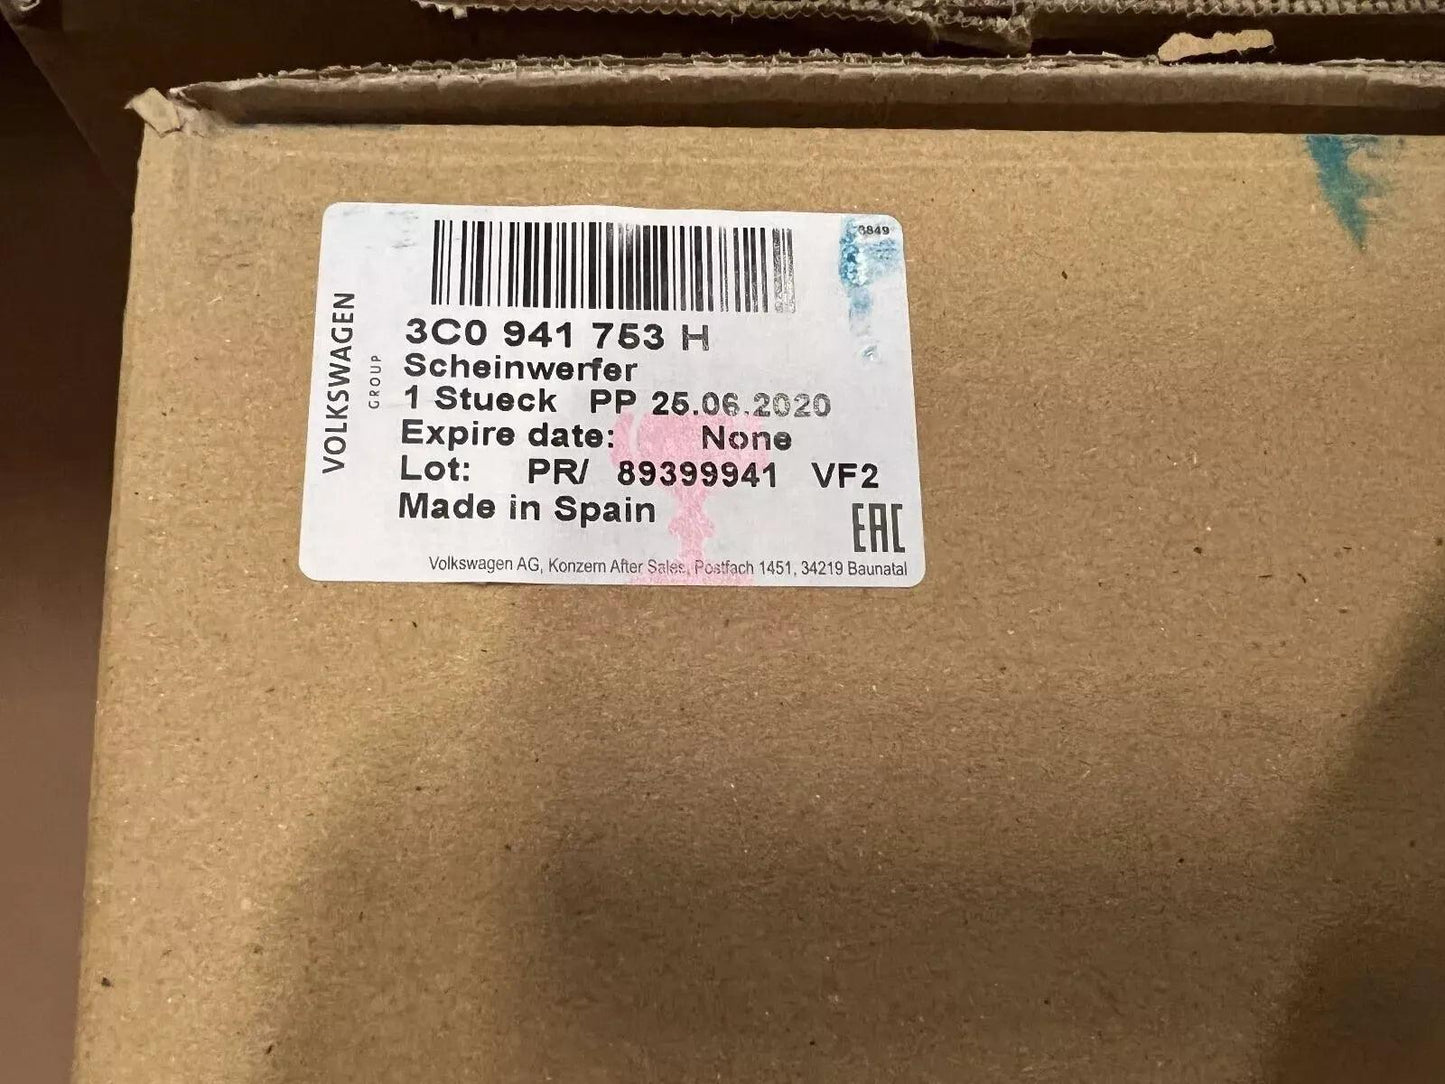 VOLKSWAGEN
GROUP
8849
3C0 941 753 H
Scheinwerfer
1 Stueck PP 25.06.2020
Expire date: None
Lot: PR/ 89399941 VF2
Made in Spain
EAC
Volkswagen AG, Konzern After Sales, Postfach 1451, 34219 Baunatal